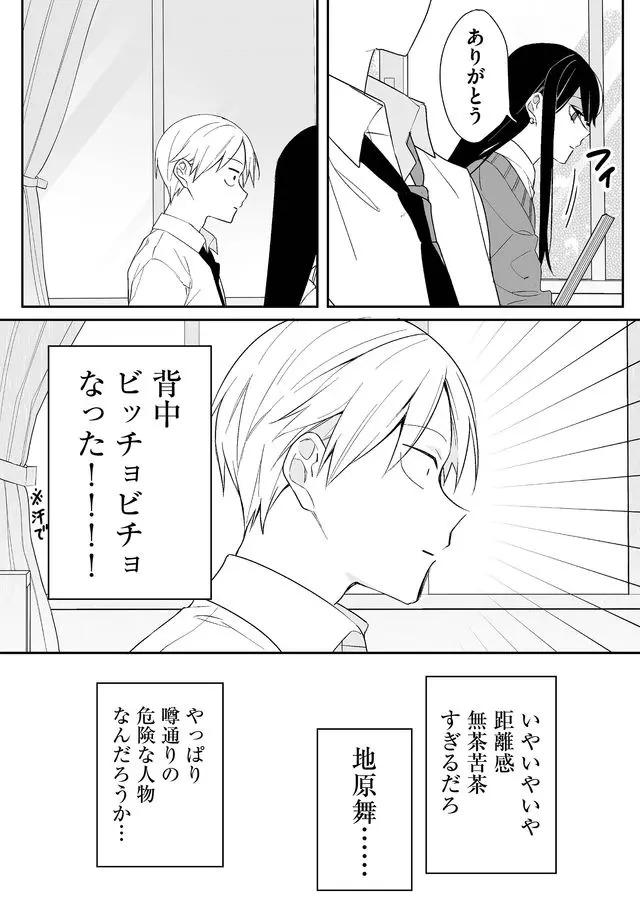 ありがとう
フィ
背中
ビッチョビチョ
なった！！！！
※汗で
いやいやいや
距離感
無茶苦茶
すぎるだろ
地原舞……
やっぱり
噂通りの
危険な人物
なんだろうか…